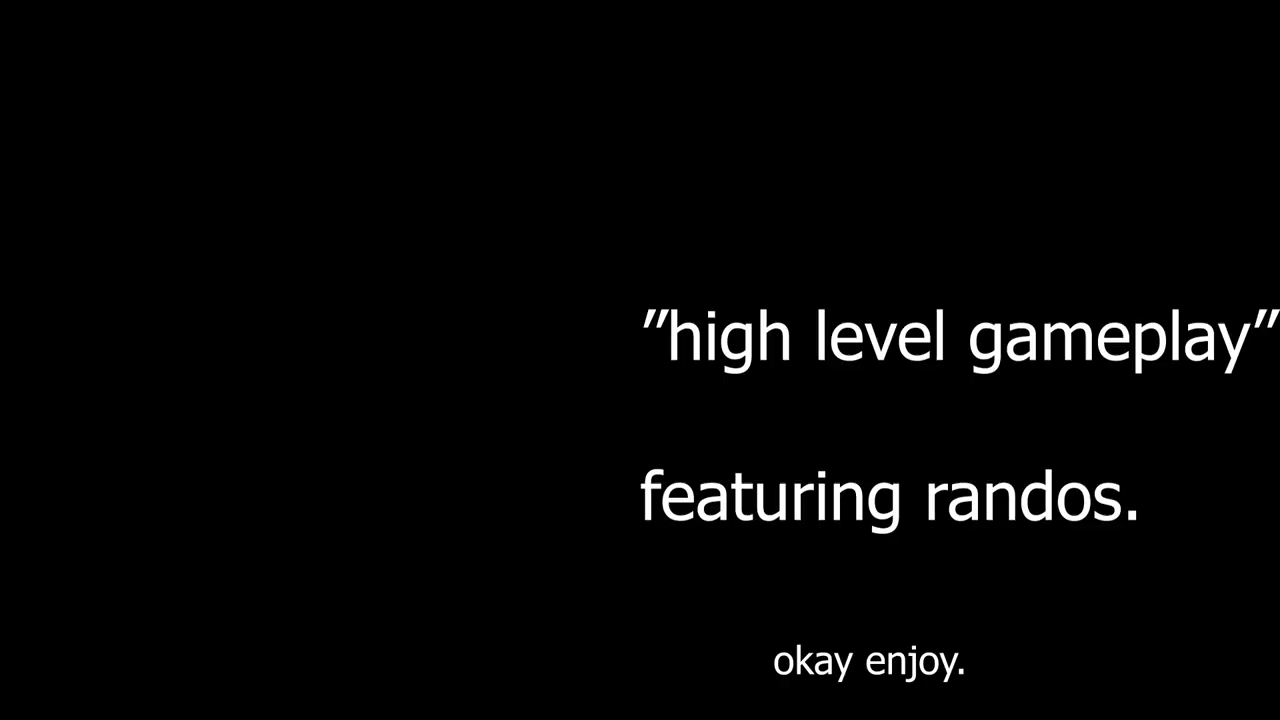 ”high level gameplay”
featuring randos.
okay enjoy.